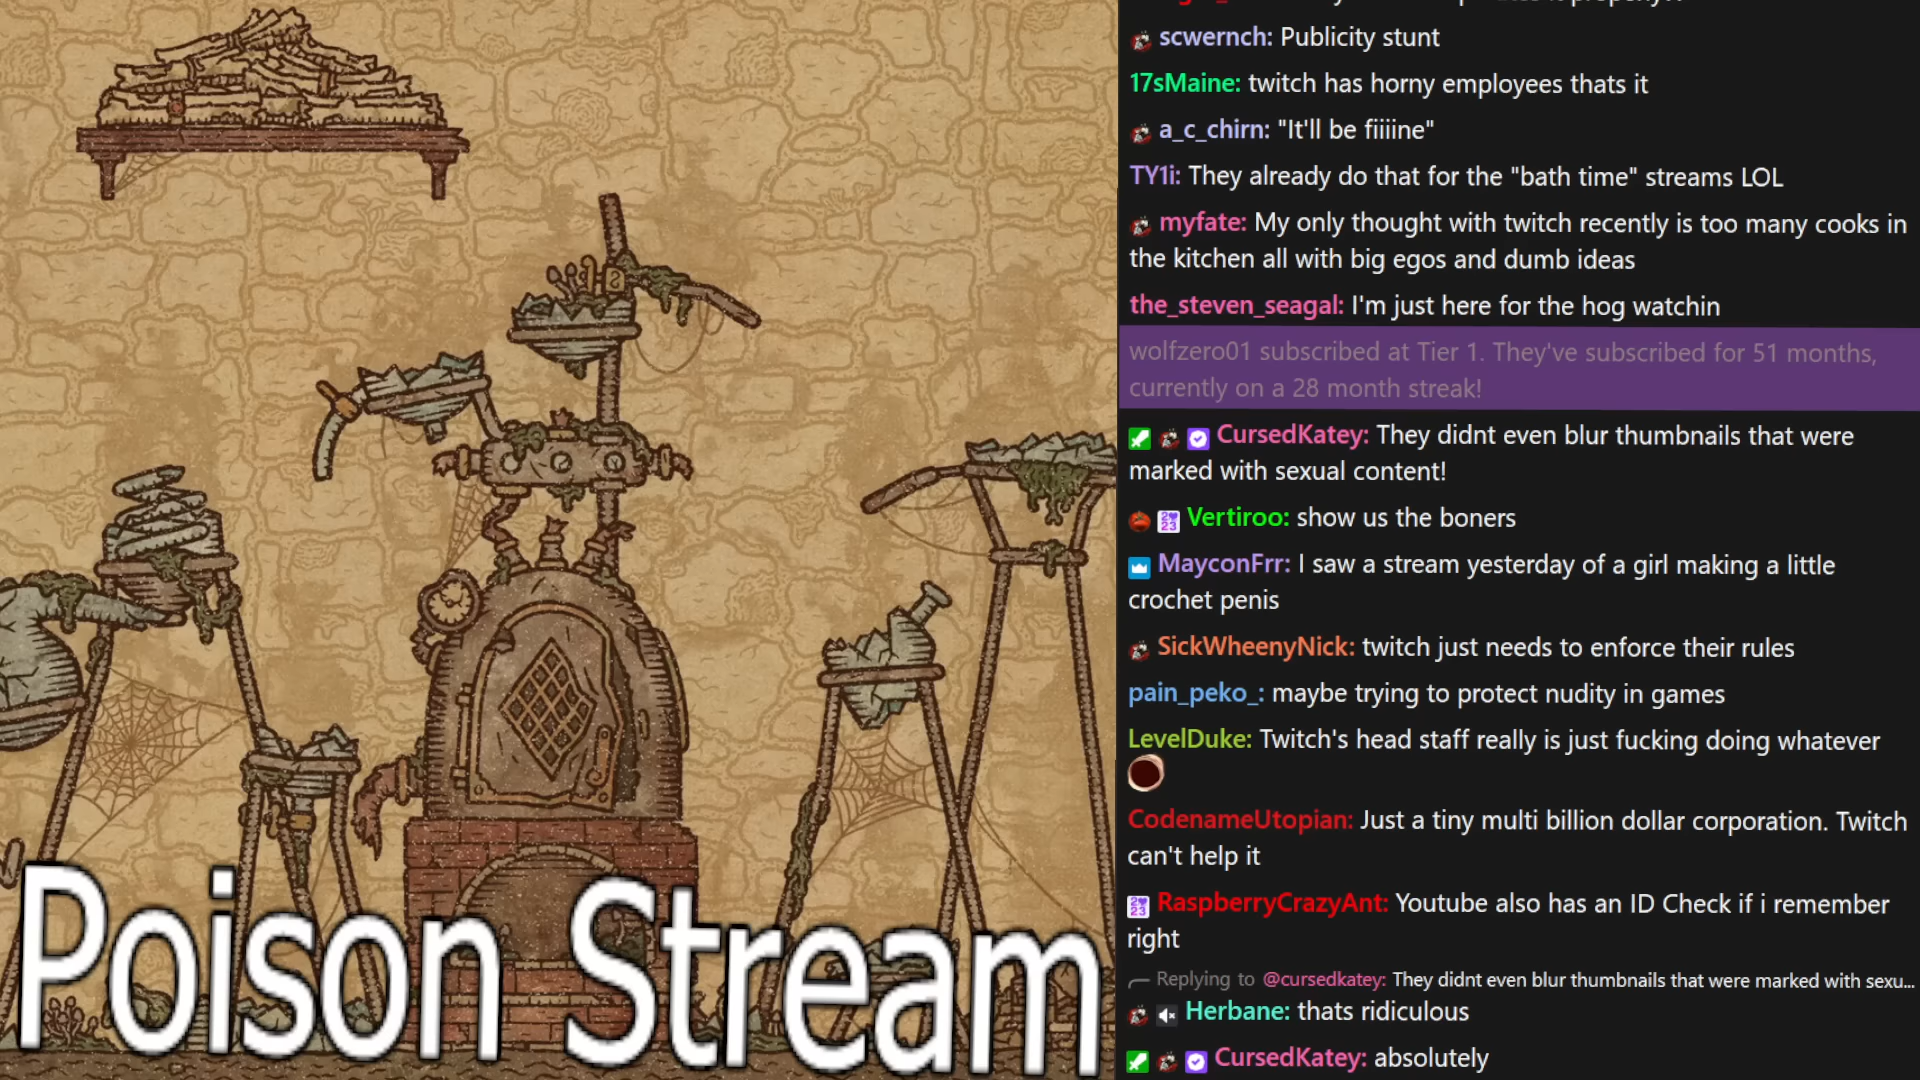 scwernch: Publicity stunt
17sMaine: twitch has horny employees thats it
a_c_chirn: "It'll be fiiiine"
TY1i: They already do that for the "bath time" streams LOL
myfate: My only thought with twitch recently is too many cooks in
the kitchen all with big egos and dumb ideas
the_steven_seagal: I'm just here for the hog watchin
wolfzero01 subscribed at Tier 1. They've subscribed for 51 months,
currently on a 28 month streak!
CursedKatey: They didnt even blur thumbnails that were
marked with sexual content!
Vertiroo: show us the boners
MayconFrr: I saw a stream yesterday of a girl making a little
crochet penis
SickWheenyNick: twitch just needs to enforce their rules
pain_peko_: maybe trying to protect nudity in games
LevelDuke: Twitch's head staff really is just fucking doing whatever
CodenameUtopian: Just a tiny multi billion dollar corporation. Twitch
can't help it
RaspberryCrazyAnt: Youtube also has an ID Check if i remember
right
Replying to @cursedkatey: They didnt even blur thumbnails that were marked with sexu...
Herbane: thats ridiculous
CursedKatey: absolutely
Poison Stream